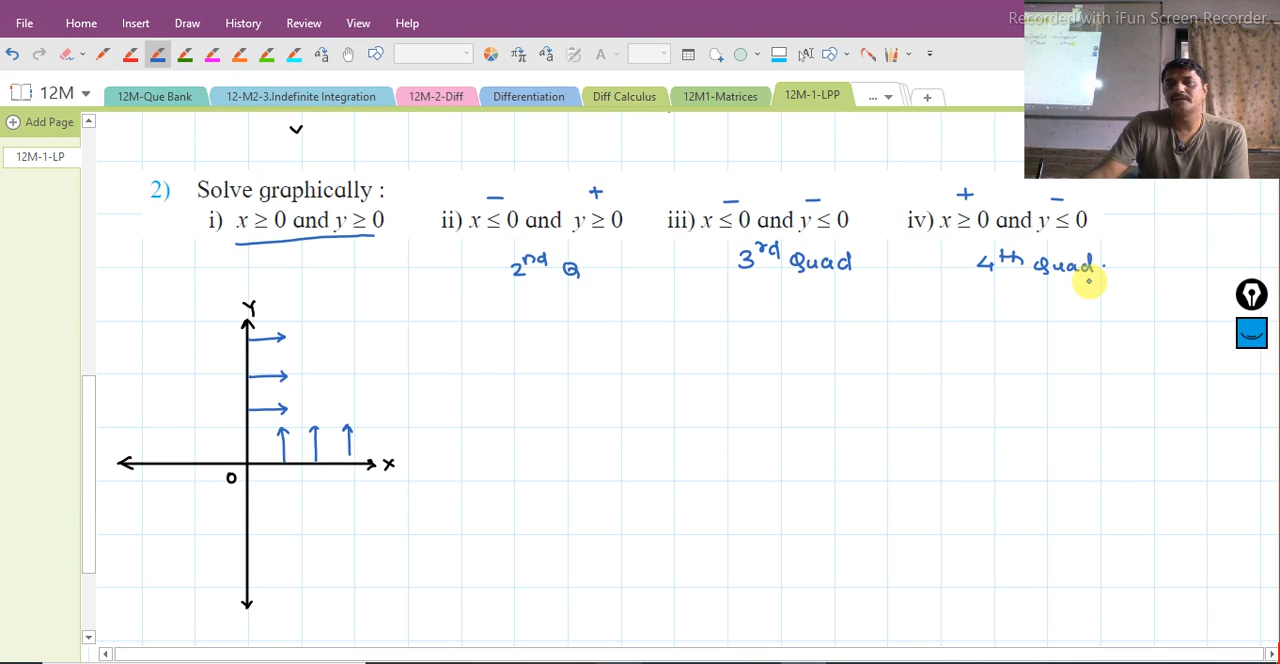 File Home Insert Draw History Review View Help
Recorded with iFun Screen Recorder
12M
12M-Que Bank 12-M2-3.Indefinite Integration 12M-2-Diff Differentiation Diff Calculus 12M1-Matrices 12M-1-LPP ...
Add Page
12M-1-LP
2) Solve graphically :
− + − − + −
i) x ≥ 0 and y ≥ 0 ii) x ≤ 0 and y ≥ 0 iii) x ≤ 0 and y ≤ 0 iv) x ≥ 0 and y ≤ 0
2nd Q 3rd Quad 4th Quad.
Y
X
O